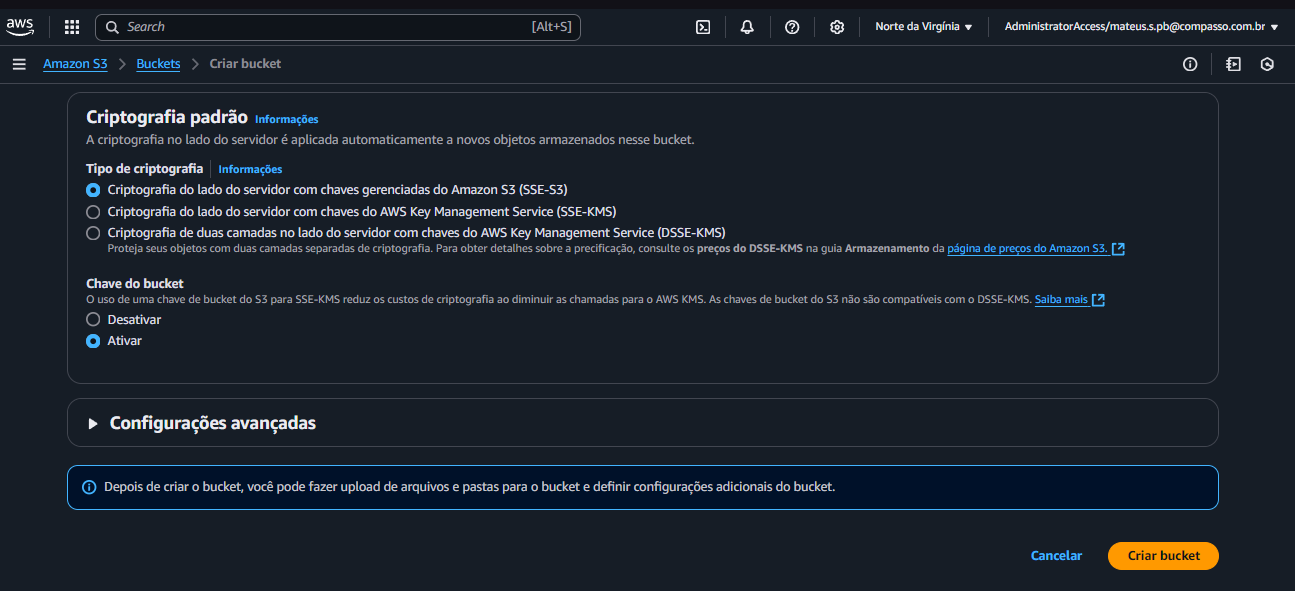 aws
Search
[Alt+S]
Norte da Virgínia
AdministratorAccess/mateus.s.pb@compasso.com.br
Amazon S3
Buckets
Criar bucket
Criptografia padrão Informações
A criptografia no lado do servidor é aplicada automaticamente a novos objetos armazenados nesse bucket.
Tipo de criptografia Informações
Criptografia do lado do servidor com chaves gerenciadas do Amazon S3 (SSE-S3)
Criptografia do lado do servidor com chaves do AWS Key Management Service (SSE-KMS)
Criptografia de duas camadas no lado do servidor com chaves do AWS Key Management Service (DSSE-KMS)
Proteja seus objetos com duas camadas separadas de criptografia. Para obter detalhes sobre a precificação, consulte os preços do DSSE-KMS na guia Armazenamento da página de preços do Amazon S3.
Chave do bucket
O uso de uma chave de bucket do S3 para SSE-KMS reduz os custos de criptografia ao diminuir as chamadas para o AWS KMS. As chaves de bucket do S3 não são compatíveis com o DSSE-KMS. Saiba mais
Desativar
Ativar
Configurações avançadas
Depois de criar o bucket, você pode fazer upload de arquivos e pastas para o bucket e definir configurações adicionais do bucket.
Cancelar
Criar bucket